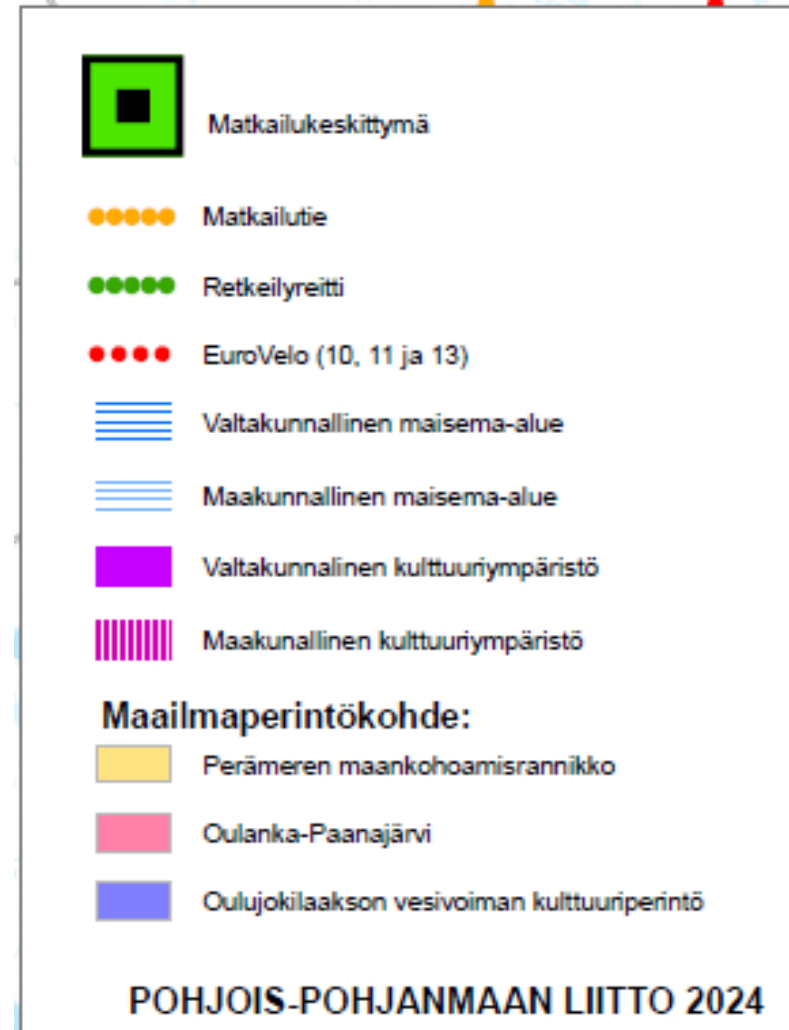 Matkailukeskittymä
Matkailutie
Retkeilyreitti
EuroVelo (10, 11 ja 13)
Valtakunnallinen maisema-alue
Maakunnallinen maisema-alue
Valtakunnalinen kulttuuriympäristö
Maakunallinen kulttuuriympäristö
Maailmaperintökohde:
Perämeren maankohoamisrannikko
Oulanka-Paanajärvi
Oulujokilaakson vesivoiman kulttuuriperintö
POHJOIS-POHJANMAAN LIITTO 2024